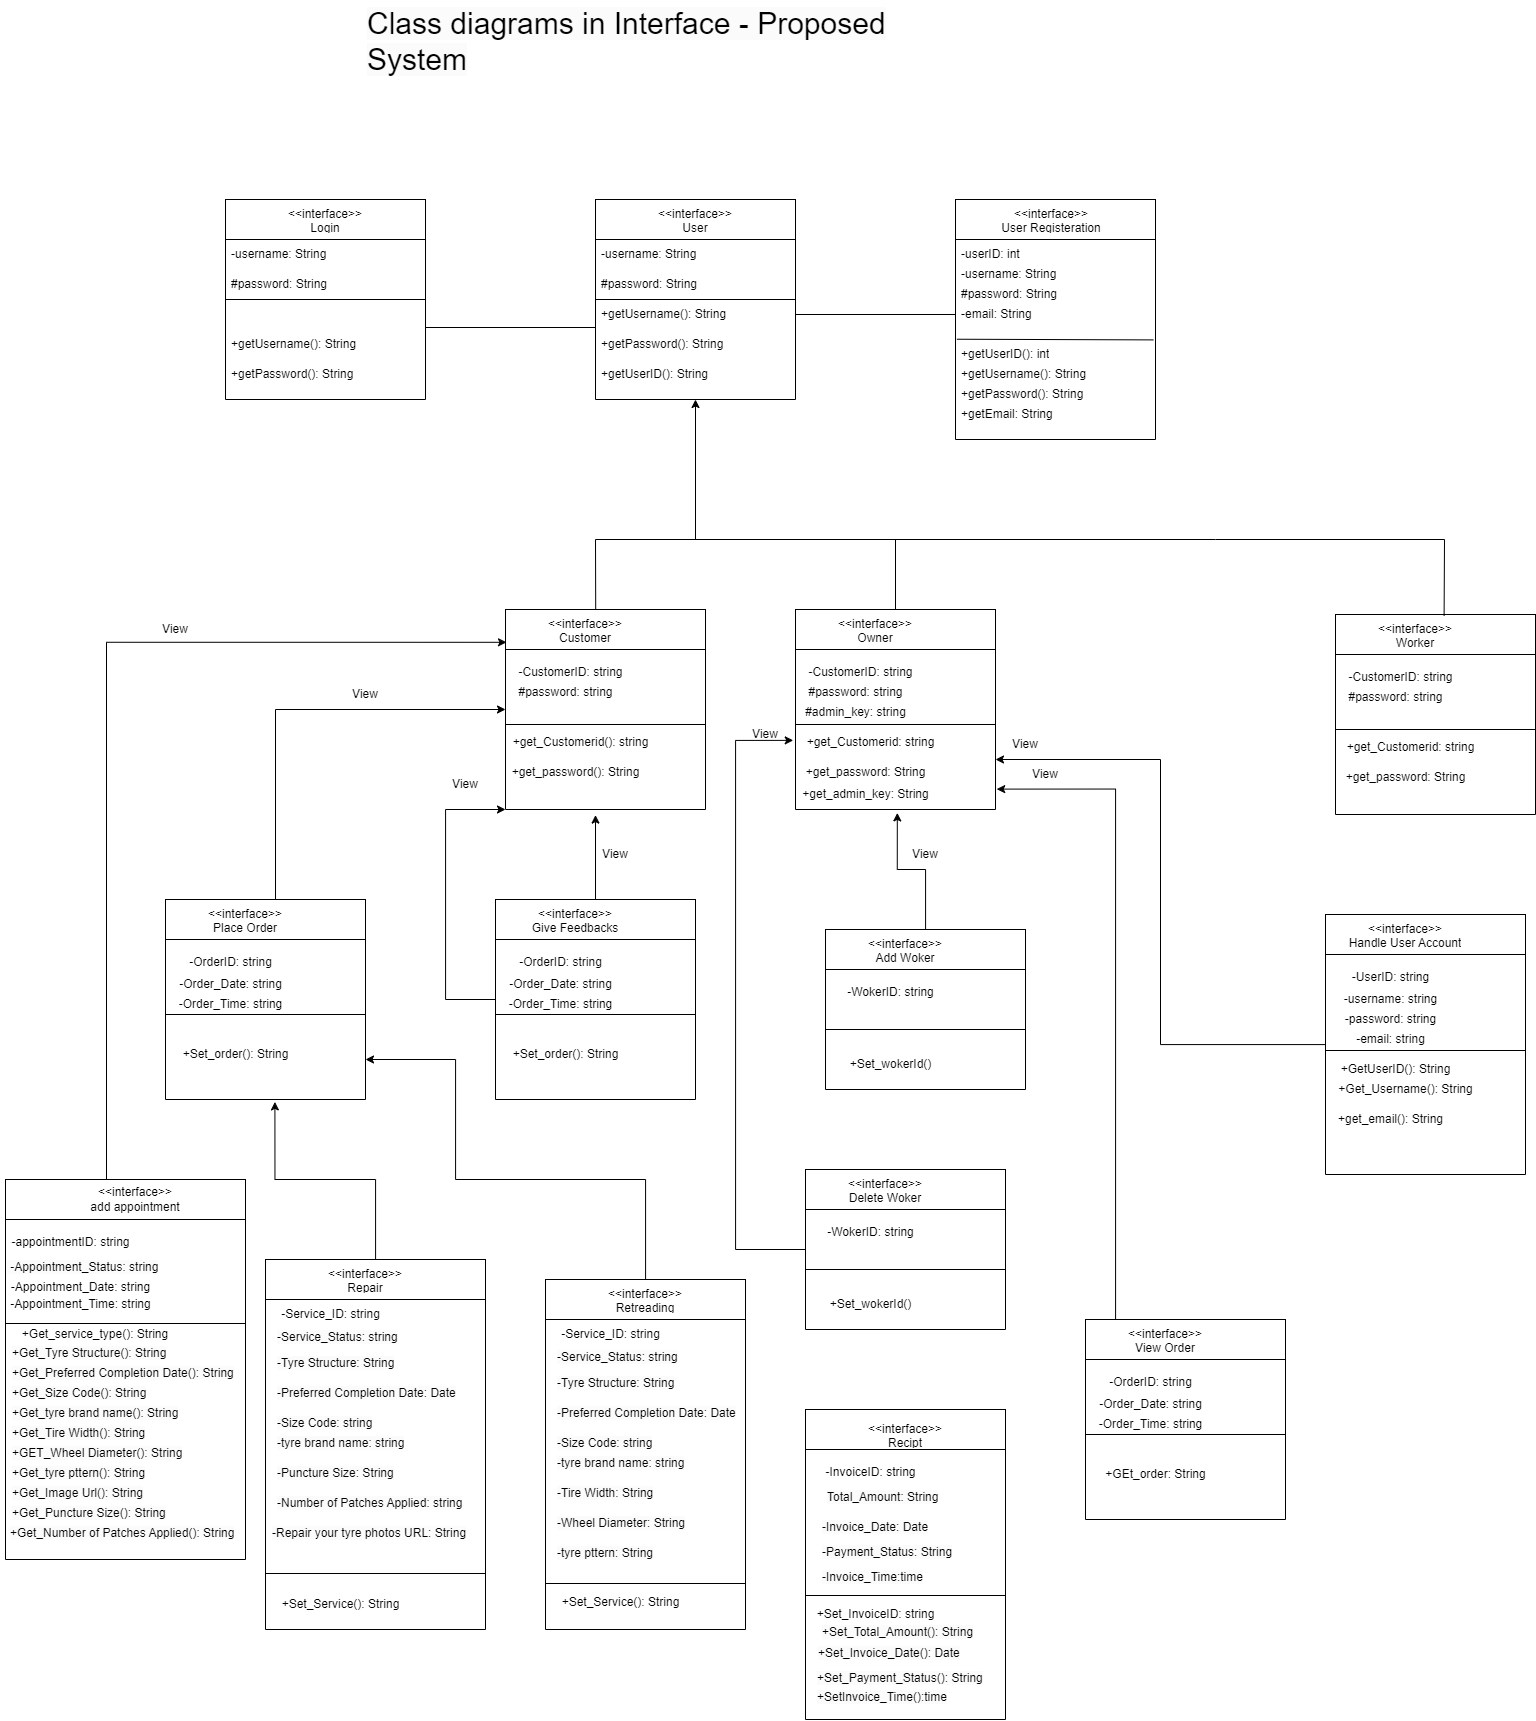 Class diagrams in Interface - Proposed
System
<<interface>>
Login
-username: String
#password: String
+getUsername(): String
+getPassword(): String
<<interface>>
User
-username: String
#password: String
+getUsername(): String
+getPassword(): String
+getUserID(): String
<<interface>>
User Registeration
-userID: int
-username: String
#password: String
-email: String
+getUserID(): int
+getUsername(): String
+getPassword(): String
+getEmail: String
View
View
View
View
<<interface>>
Customer
-CustomerID: string
#password: string
+get_Customerid(): string
+get_password(): String
<<interface>>
Owner
-CustomerID: string
#password: string
#admin_key: string
+get_Customerid: string
+get_password: String
+get_admin_key: String
View
View
View
View
<<interface>>
Worker
-CustomerID: string
#password: string
+get_Customerid: string
+get_password: String
<<interface>>
Place Order
-OrderID: string
-Order_Date: string
-Order_Time: string
+Set_order(): String
<<interface>>
Give Feedbacks
-OrderID: string
-Order_Date: string
-Order_Time: string
+Set_order(): String
<<interface>>
Add Woker
-WokerID: string
+Set_wokerId()
<<interface>>
Handle User Account
-UserID: string
-username: string
-password: string
-email: string
+GetUserID(): String
+Get_Username(): String
+get_email(): String
<<interface>>
add appointment
-appointmentID: string
-Appointment_Status: string
-Appointment_Date: string
-Appointment_Time: string
+Get_service_type(): String
+Get_Tyre Structure(): String
+Get_Preferred Completion Date(): String
+Get_Size Code(): String
+Get_tyre brand name(): String
+Get_Tire Width(): String
+GET_Wheel Diameter(): String
+Get_tyre pttern(): String
+Get_Image Url(): String
+Get_Puncture Size(): String
+Get_Number of Patches Applied(): String
<<interface>>
Repair
-Service_ID: string
-Service_Status: string
-Tyre Structure: String
-Preferred Completion Date: Date
-Size Code: string
-tyre brand name: string
-Puncture Size: String
-Number of Patches Applied: string
-Repair your tyre photos URL: String
+Set_Service(): String
<<interface>>
Retreading
-Service_ID: string
-Service_Status: string
-Tyre Structure: String
-Preferred Completion Date: Date
-Size Code: string
-tyre brand name: string
-Tire Width: String
-Wheel Diameter: String
-tyre pttern: String
+Set_Service(): String
<<interface>>
Delete Woker
-WokerID: string
+Set_wokerId()
<<interface>>
Recipt
-InvoiceID: string
Total_Amount: String
-Invoice_Date: Date
-Payment_Status: String
-Invoice_Time:time
+Set_InvoiceID: string
+Set_Total_Amount(): String
+Set_Invoice_Date(): Date
+Set_Payment_Status(): String
+SetInvoice_Time():time
<<interface>>
View Order
-OrderID: string
-Order_Date: string
-Order_Time: string
+GEt_order: String